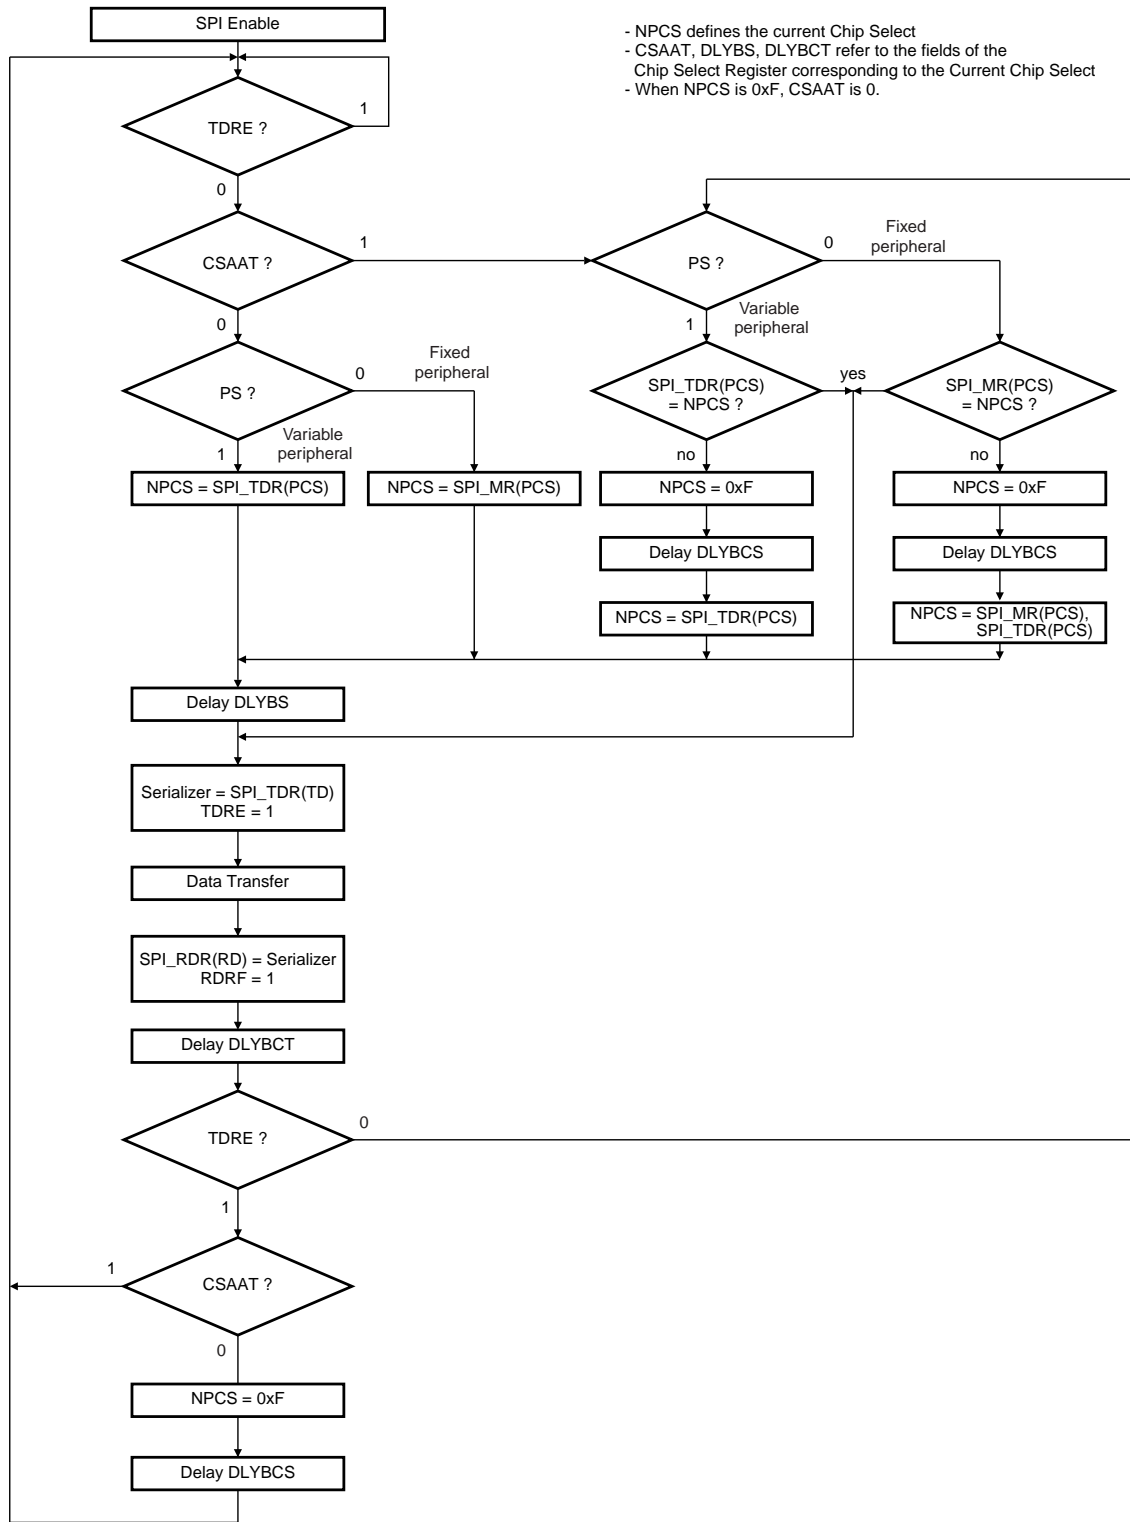 SPI Enable
- NPCS defines the current Chip Select
- CSAAT, DLYBS, DLYBCT refer to the fields of the
Chip Select Register corresponding to the Current Chip Select
- When NPCS is 0xF, CSAAT is 0.
TDRE ?
1
0
CSAAT ?
1
0
PS ?
0
Fixed
peripheral
1
Variable
peripheral
PS ?
0
Fixed
peripheral
1
Variable
peripheral
SPI_TDR(PCS)
= NPCS ?
yes
SPI_MR(PCS)
= NPCS ?
no
no
NPCS = SPI_TDR(PCS)
NPCS = SPI_MR(PCS)
NPCS = 0xF
NPCS = 0xF
Delay DLYBCS
Delay DLYBCS
NPCS = SPI_TDR(PCS)
NPCS = SPI_MR(PCS),
SPI_TDR(PCS)
Delay DLYBS
Serializer = SPI_TDR(TD)
TDRE = 1
Data Transfer
SPI_RDR(RD) = Serializer
RDRF = 1
Delay DLYBCT
TDRE ?
0
1
CSAAT ?
1
0
NPCS = 0xF
Delay DLYBCS